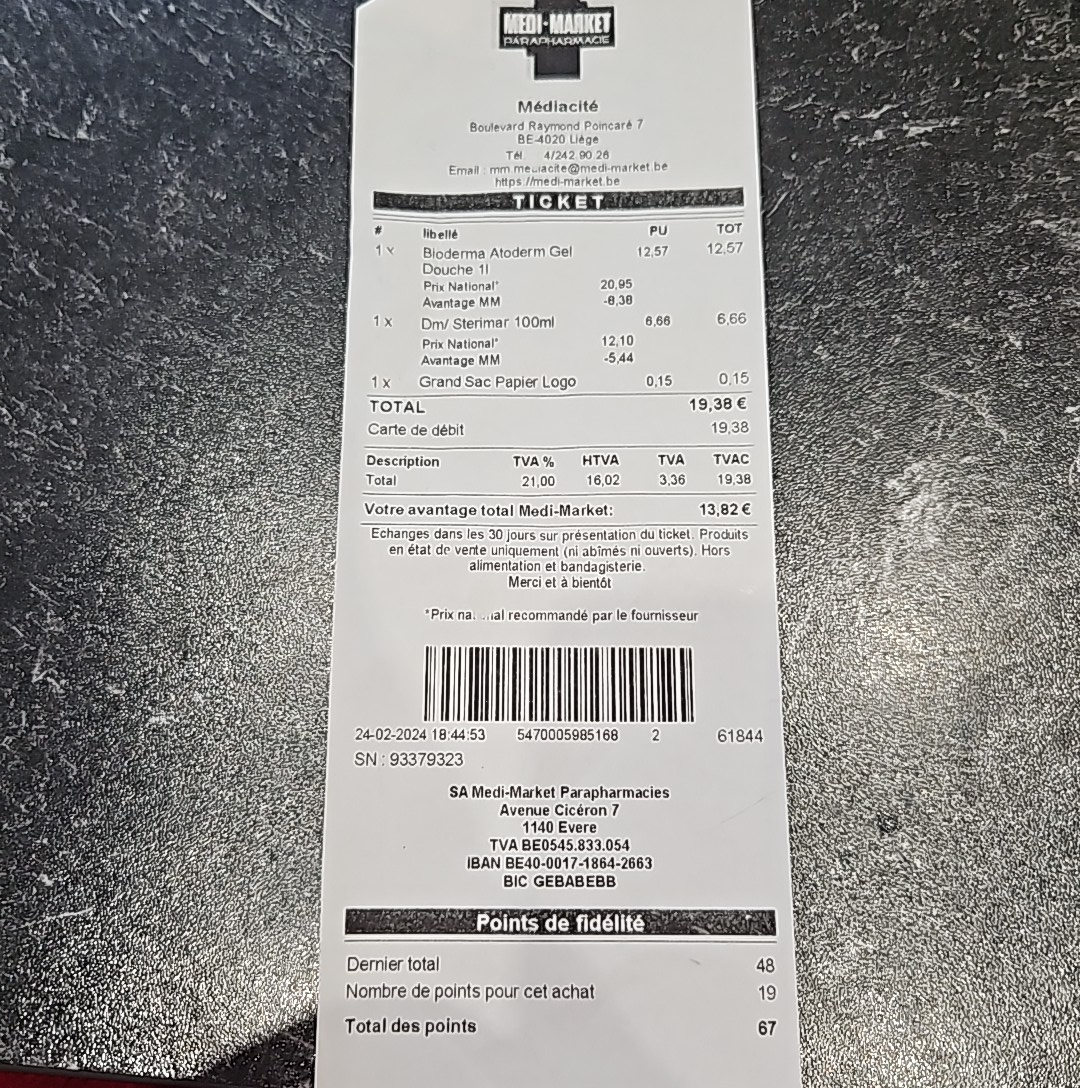 MEDI-MARKET
PARAPHARMACIE
Médiacité
Boulevard Raymond Poincaré 7
BE-4020 Liège
Tél. 4/242.90.26
Email : @medi-market.be
https://medi-market.be
TICKET
# libellé PU TOT
1 x Bioderma Atoderm Gel 12,57 12,57
Douche 1l
Prix National* 20,95
Avantage MM -8,38
1 x Dm/ Sterimar 100ml 6,66 6,66
Prix National* 12,10
Avantage MM -5,44
1 x Grand Sac Papier Logo 0,15 0,15
TOTAL 19,38 €
Carte de débit 19,38
Description TVA % HTVA TVA TVAC
Total 21,00 16,02 3,36 19,38
Votre avantage total Medi-Market: 13,82 €
Echanges dans les 30 jours sur présentation du ticket. Produits
en état de vente uniquement (ni abîmés ni ouverts). Hors
alimentation et bandagisterie.
Merci et à bientôt
*Prix recommandé par le fournisseur
24-02-2024 18:44:53 5470005985168 2 61844
SN : 93379323
SA Medi-Market Parapharmacies
Avenue Cicéron 7
1140 Evere
TVA BE0545.833.054
IBAN BE40-0017-1864-2663
BIC GEBABEBB
Points de fidélité
Dernier total 48
Nombre de points pour cet achat 19
Total des points 67